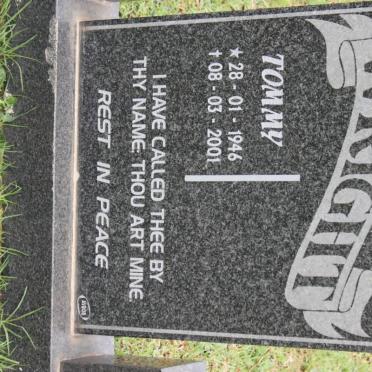 WRIGHT
TOMMY
★ 28 - 01 - 1946
✝ 08 - 03 - 2001
I HAVE CALLED THEE BY
THY NAME: THOU ART MINE
REST IN PEACE